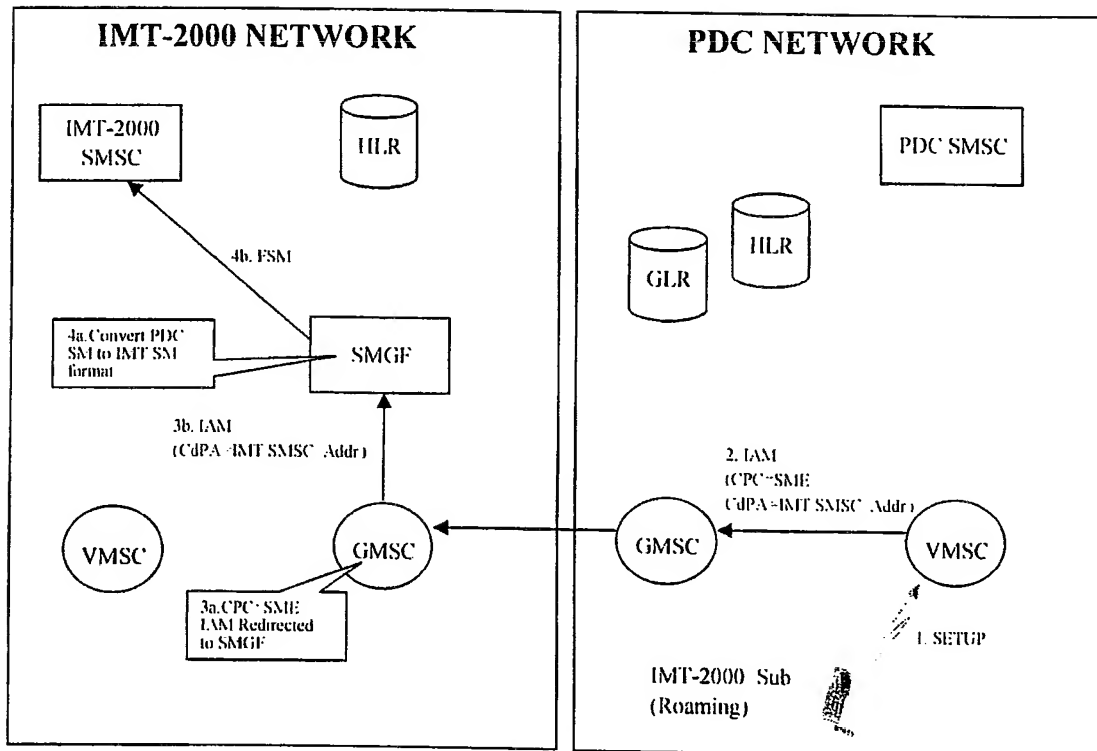 IMT-2000 NETWORK
IMT-2000
SMSC
HLR
4b. FSM
4a.Convert PDC
SM to IMT SM
format
SMGF
3b. IAM
(CdPA=IMT SMSC Addr)
VMSC
GMSC
3a.CPC=SME
IAM Redirected
to SMGF
PDC NETWORK
PDC SMSC
HLR
GLR
2. IAM
(CPC=SME
CdPA=IMT SMSC Addr)
GMSC
VMSC
1. SETUP
IMT-2000 Sub
(Roaming)